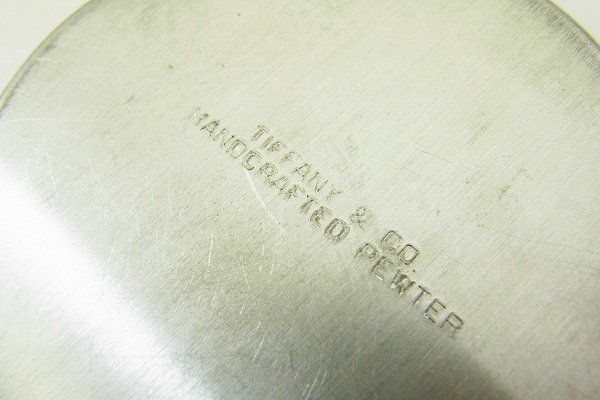 TIFFANY & CO.
HANDCRAFTED PEWTER